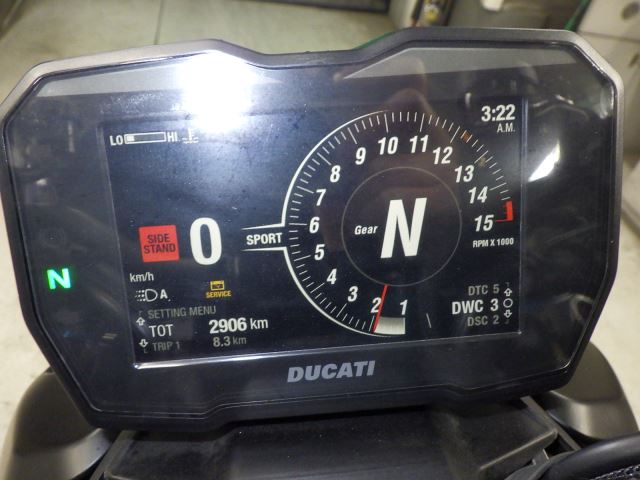 LO HI
3:22
A.M.
10 11
9 12
8 13
7 14
6 15
5
4
3
2
1
RPM X 1000
Gear N
SPORT
SIDE
STAND
0
km/h
N
A
SERVICE
SETTING MENU
TOT 2906 km
TRIP 1 8.3 km
DTC 5
DWC 3
DSC 2
DUCATI